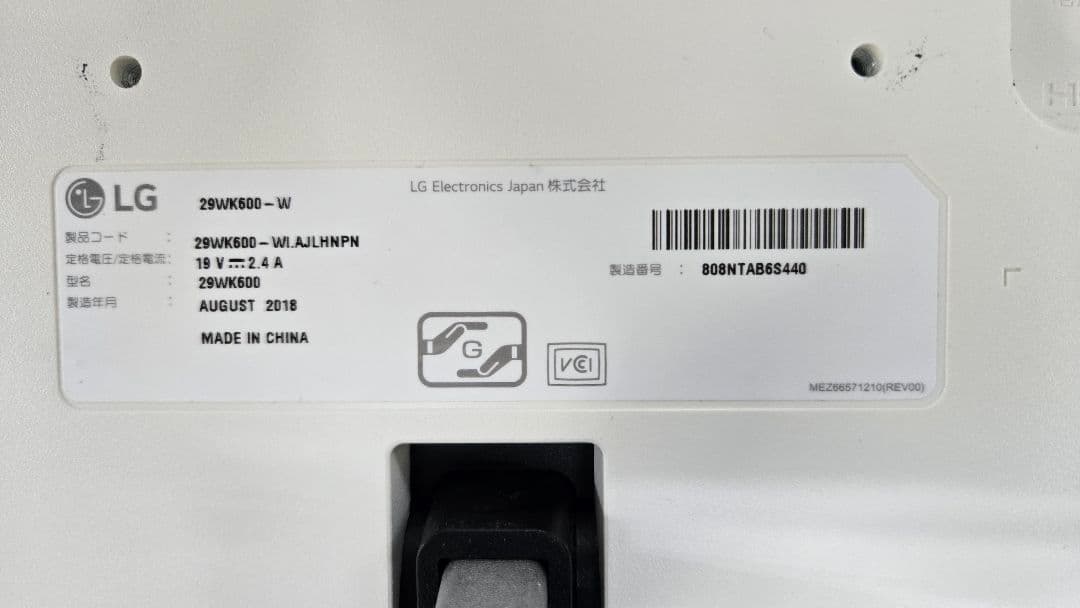 LG
29WK600-W
LG Electronics Japan 株式会社
製品コード : 29WK600-WI.AJLHNPN
定格電圧/定格電流: 19 V ⎓ 2.4 A
型名 : 29WK600
製造年月 : AUGUST 2018
MADE IN CHINA
製造番号 : 808NTAB6S440
G
VCI
MEZ66571210(REV00)